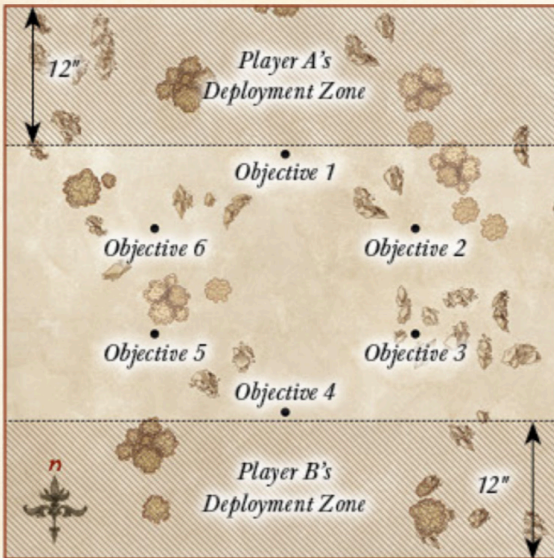 12"
Player A's
Deployment Zone
Objective 1
Objective 6
Objective 2
Objective 5
Objective 3
Objective 4
n
Player B's
Deployment Zone
12"